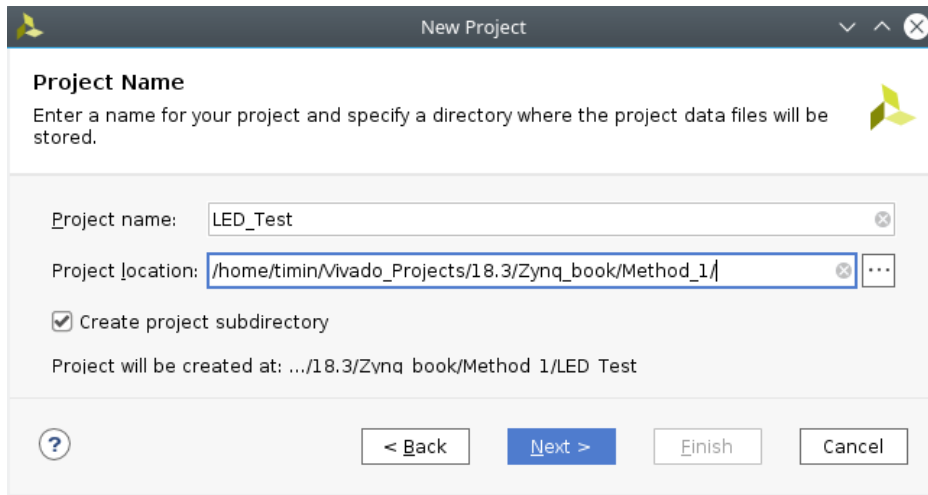 New Project
Project Name
Enter a name for your project and specify a directory where the project data files will be
stored.
Project name: LED_Test
Project location: /home/timin/Vivado_Projects/18.3/Zynq_book/Method_1/
Create project subdirectory
Project will be created at: .../18.3/Zynq_book/Method_1/LED_Test
? < Back Next > Finish Cancel